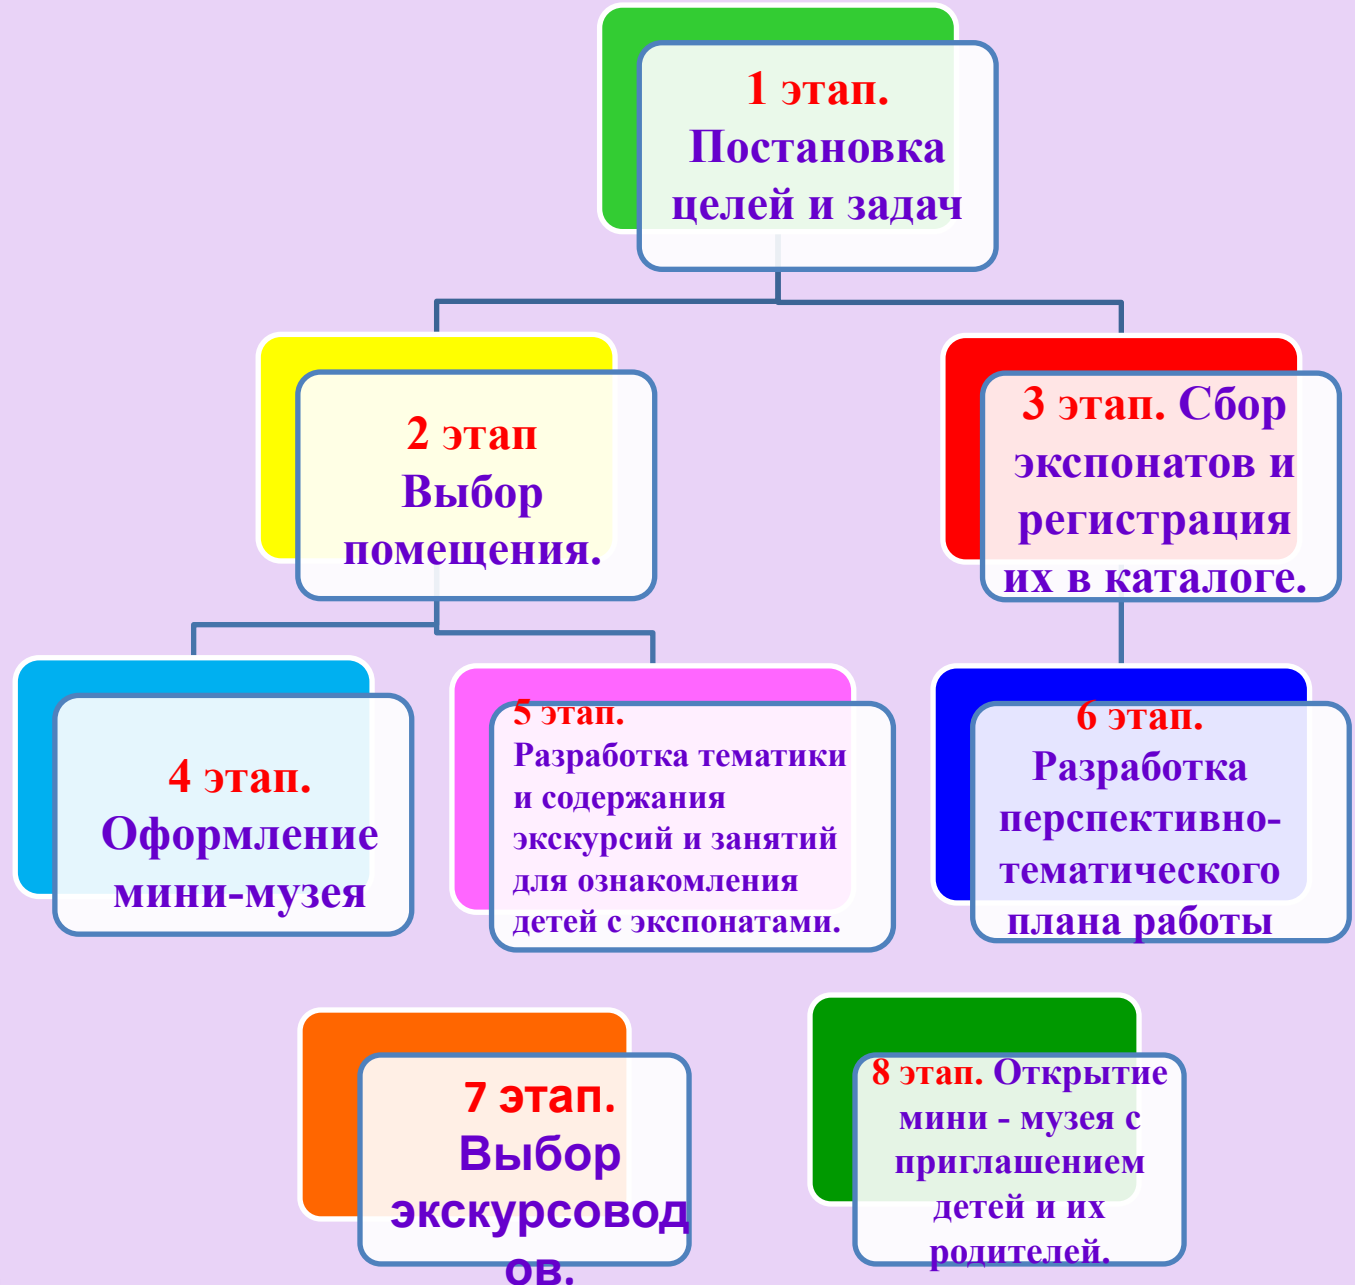 1 этап.
Постановка
целей и задач
2 этап
Выбор
помещения.
3 этап. Сбор
экспонатов и
регистрация
их в каталоге.
4 этап.
Оформление
мини-музея
5 этап.
Разработка тематики
и содержания
экскурсий и занятий
для ознакомления
детей с экспонатами.
6 этап.
Разработка
перспективно-
тематического
плана работы
7 этап.
Выбор
экскурсовод
ов.
8 этап. Открытие
мини - музея с
приглашением
детей и их
родителей.